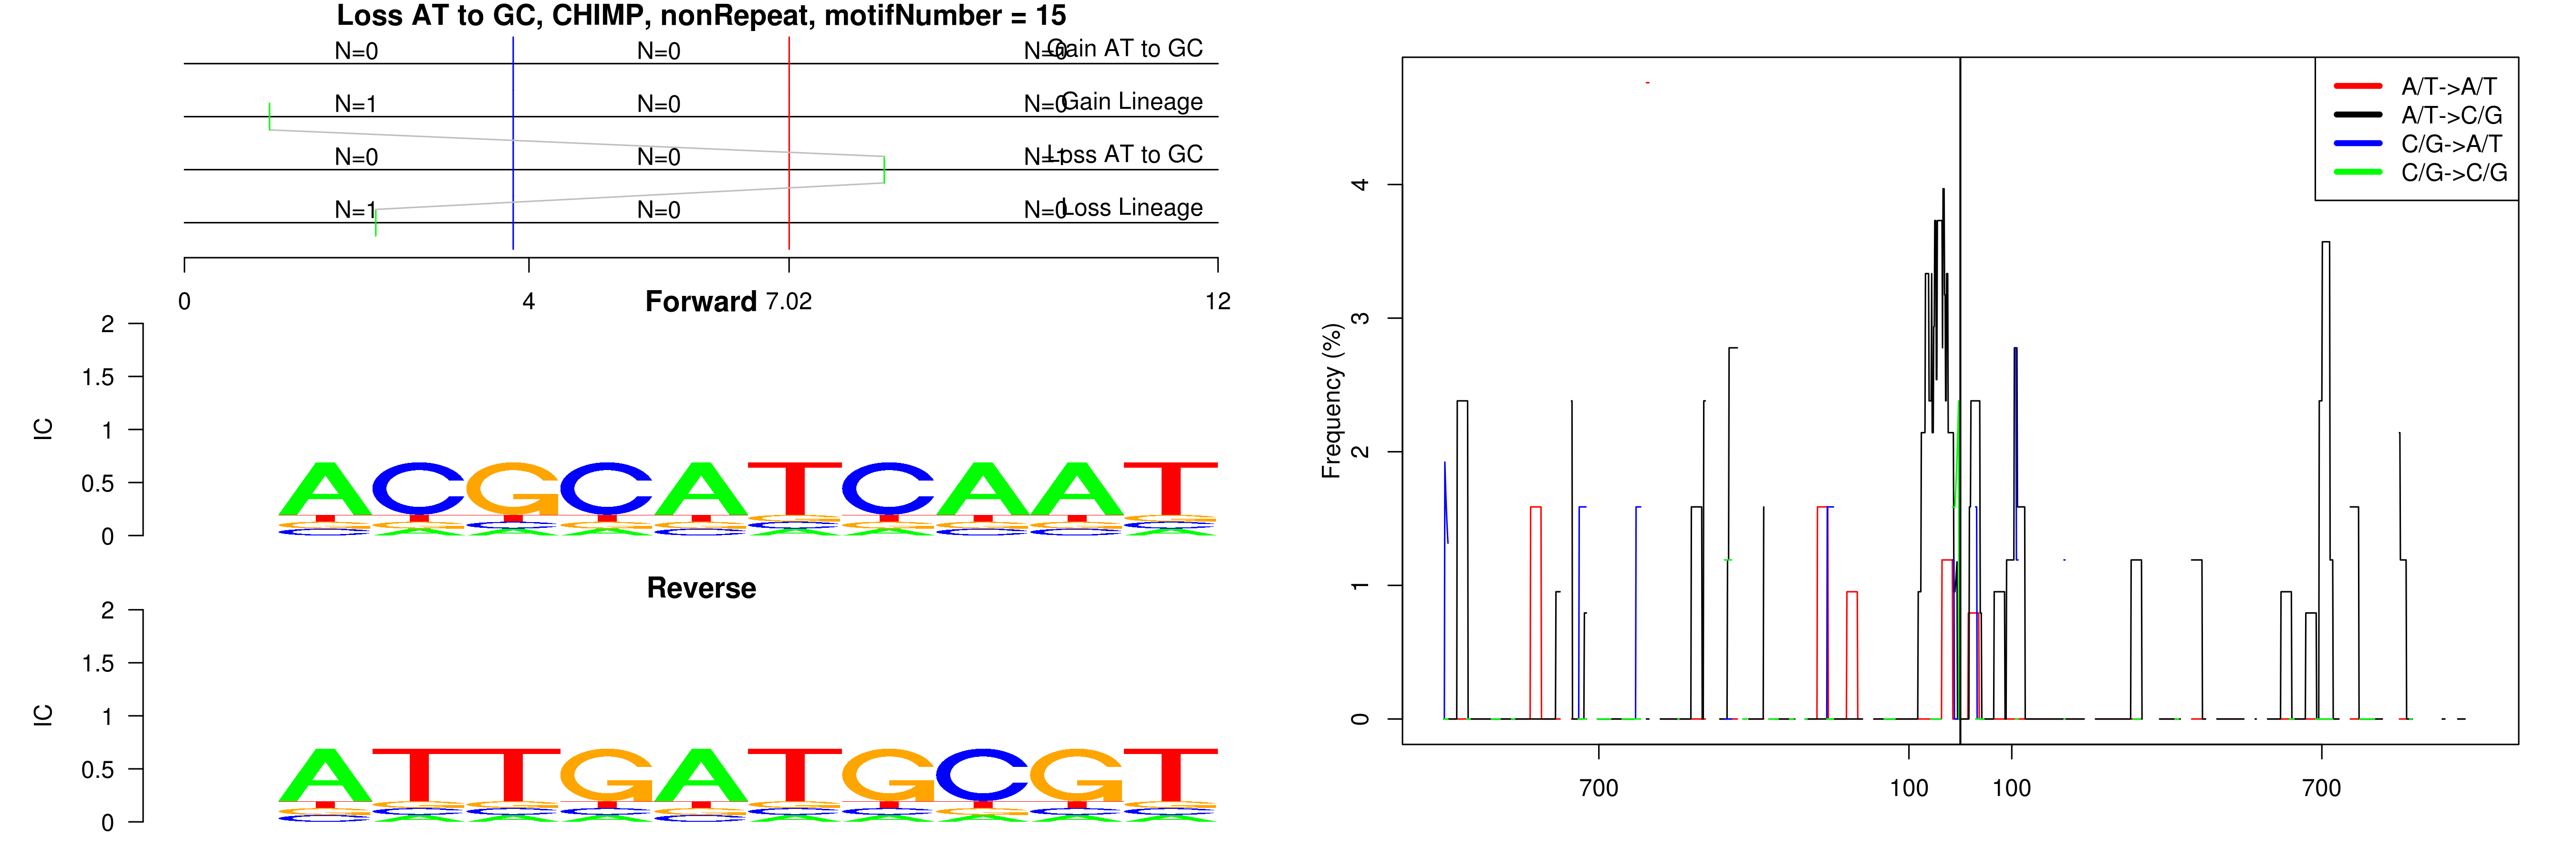 Loss AT to GC, CHIMP, nonRepeat, motifNumber = 15
N=0 N=0 N=0 Gain AT to GC
N=1 N=0 N=0 Gain Lineage
N=0 N=0 N=1 Loss AT to GC
N=1 N=0 N=0 Loss Lineage
0 4 7.02 12
Forward
IC
2
1.5
1
0.5
0
ACGCATCAAT
Reverse
IC
2
1.5
1
0.5
0
ATTGATGCGT
Frequency (%)
4
3
2
1
0
700 100 100 700
A/T->A/T
A/T->C/G
C/G->A/T
C/G->C/G